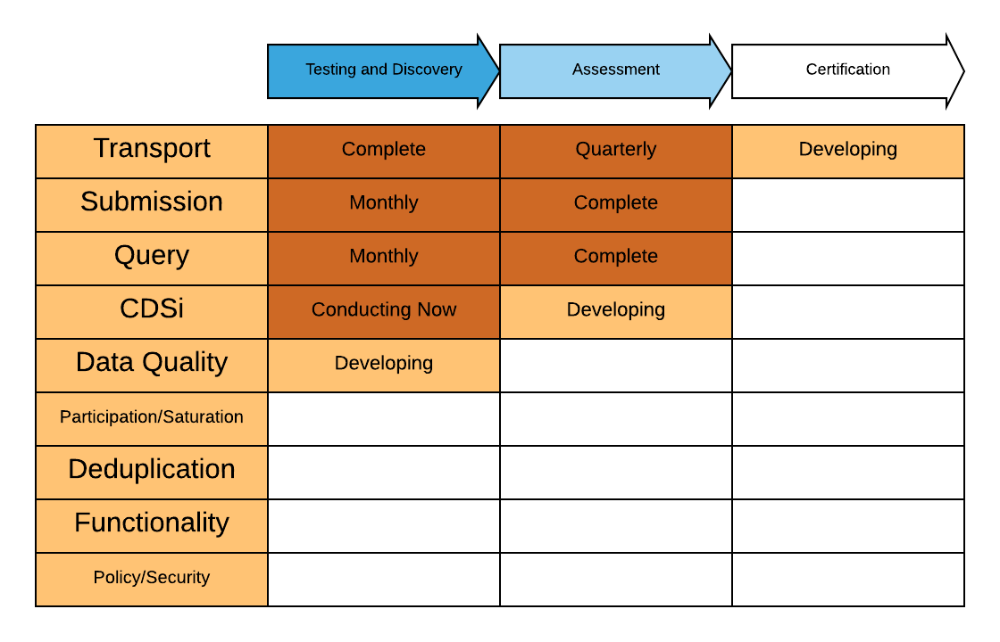 Testing and Discovery
Assessment
Certification
Transport
Complete
Quarterly
Developing
Submission
Monthly
Complete
Query
Monthly
Complete
CDSi
Conducting Now
Developing
Data Quality
Developing
Participation/Saturation
Deduplication
Functionality
Policy/Security